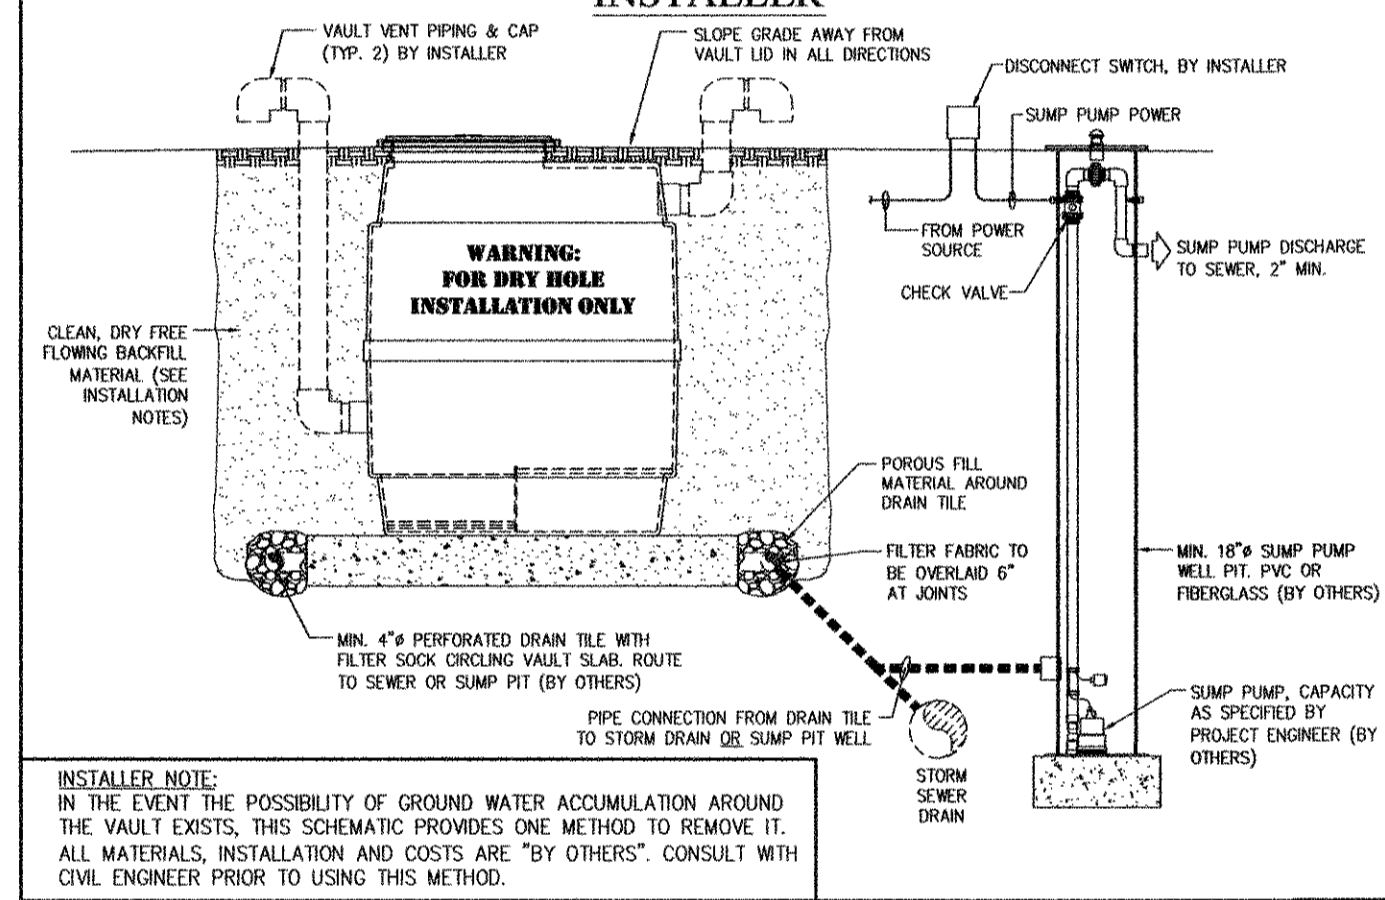 INSTALLER
VAULT VENT PIPING & CAP
(TYP. 2) BY INSTALLER
SLOPE GRADE AWAY FROM
VAULT LID IN ALL DIRECTIONS
DISCONNECT SWITCH, BY INSTALLER
SUMP PUMP POWER
FROM POWER
SOURCE
SUMP PUMP DISCHARGE
TO SEWER, 2" MIN.
CHECK VALVE
WARNING:
FOR DRY HOLE
INSTALLATION ONLY
CLEAN, DRY FREE
FLOWING BACKFILL
MATERIAL (SEE
INSTALLATION
NOTES)
POROUS FILL
MATERIAL AROUND
DRAIN TILE
FILTER FABRIC TO
BE OVERLAID 6"
AT JOINTS
MIN. 18"ø SUMP PUMP
WELL PIT. PVC OR
FIBERGLASS (BY OTHERS)
MIN. 4"ø PERFORATED DRAIN TILE WITH
FILTER SOCK CIRCLING VAULT SLAB. ROUTE
TO SEWER OR SUMP PIT (BY OTHERS)
PIPE CONNECTION FROM DRAIN TILE
TO STORM DRAIN OR SUMP PIT WELL
SUMP PUMP, CAPACITY
AS SPECIFIED BY
PROJECT ENGINEER (BY
OTHERS)
STORM
SEWER
DRAIN
INSTALLER NOTE:
IN THE EVENT THE POSSIBILITY OF GROUND WATER ACCUMULATION AROUND
THE VAULT EXISTS, THIS SCHEMATIC PROVIDES ONE METHOD TO REMOVE IT.
ALL MATERIALS, INSTALLATION AND COSTS ARE "BY OTHERS". CONSULT WITH
CIVIL ENGINEER PRIOR TO USING THIS METHOD.